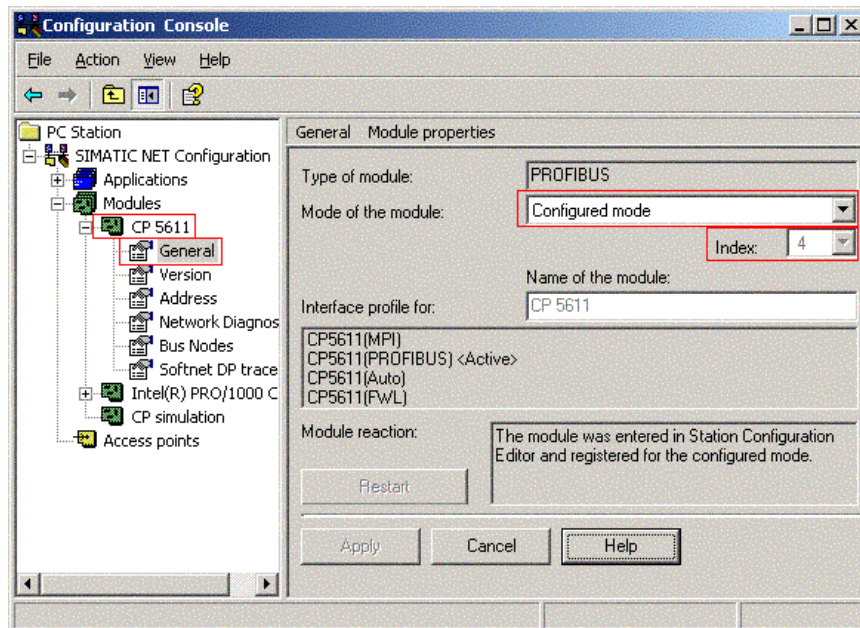 Configuration Console
File Action View Help
PC Station
SIMATIC NET Configuration
Applications
Modules
CP 5611
General
Version
Address
Network Diagnos
Bus Nodes
Softnet DP trace
Intel(R) PRO/1000 C
CP simulation
Access points
General Module properties
Type of module: PROFIBUS
Mode of the module: Configured mode
Index: 4
Name of the module:
Interface profile for: CP 5611
CP5611(MPI)
CP5611(PROFIBUS) <Active>
CP5611(Auto)
CP5611(FWL)
Module reaction: The module was entered in Station Configuration
Editor and registered for the configured mode.
Restart
Apply Cancel Help